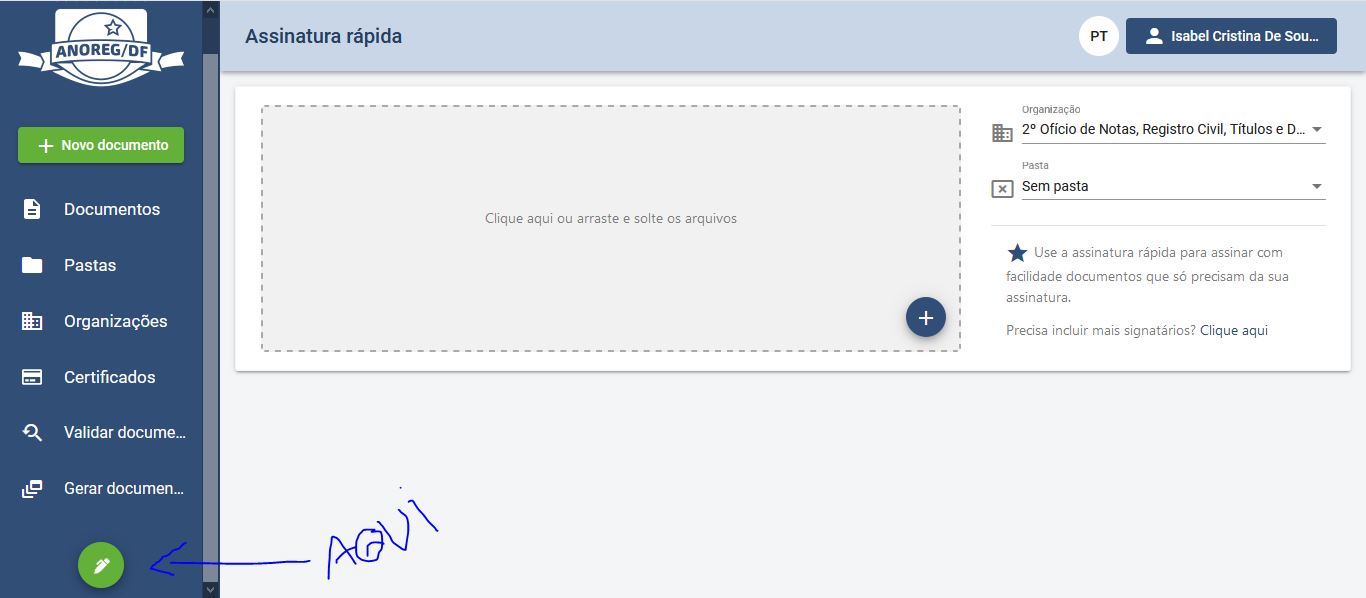 ANOREG/DF
Assinatura rápida
PT
Isabel Cristina De Sou...
Novo documento
Documentos
Pastas
Organizações
Certificados
Validar docume...
Gerar documen...
Clique aqui ou arraste e solte os arquivos
Organização
2º Ofício de Notas, Registro Civil, Títulos e D...
Pasta
Sem pasta
Use a assinatura rápida para assinar com
facilidade documentos que só precisam da sua
assinatura.
Precisa incluir mais signatários? Clique aqui
AQUI